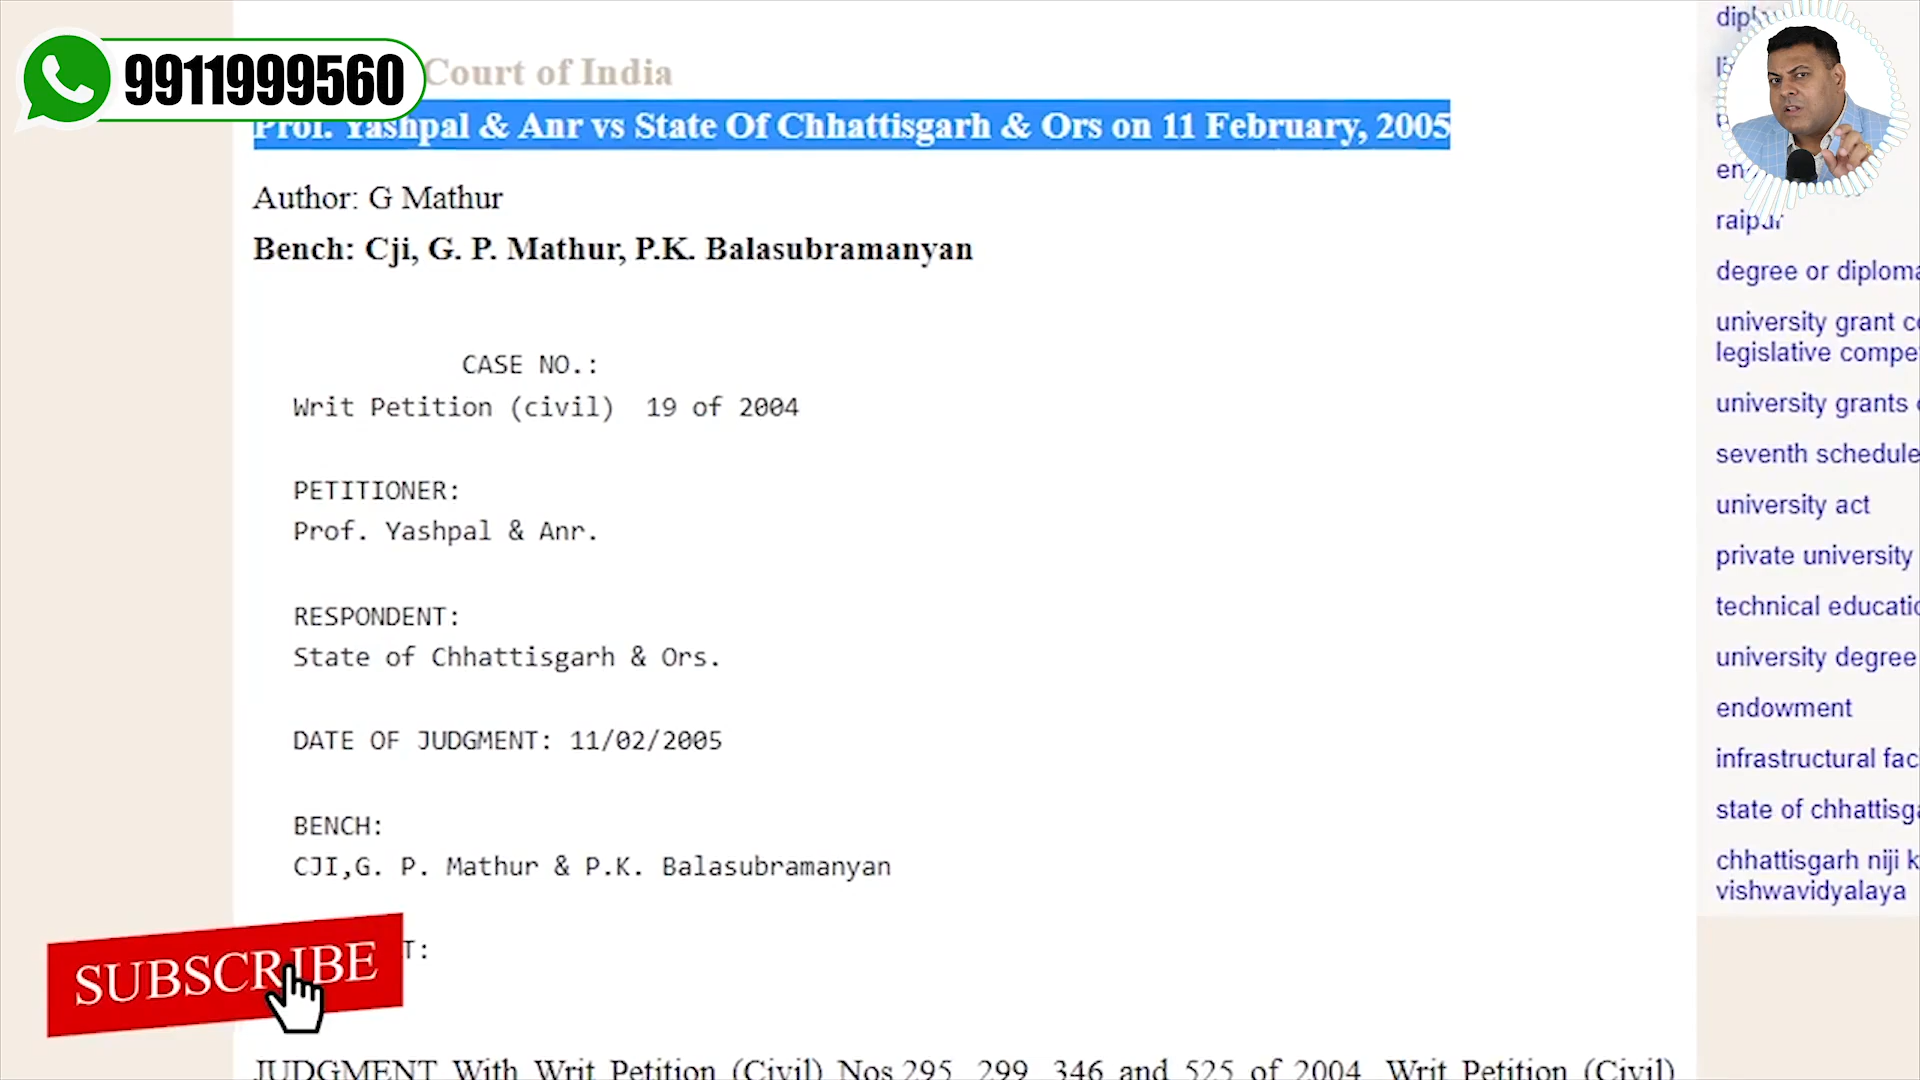 9911999560
Court of India
Prof. Yashpal & Anr vs State Of Chhattisgarh & Ors on 11 February, 2005
Author: G Mathur
Bench: Cji, G. P. Mathur, P.K. Balasubramanyan
CASE NO.:
Writ Petition (civil) 19 of 2004
PETITIONER:
Prof. Yashpal & Anr.
RESPONDENT:
State of Chhattisgarh & Ors.
DATE OF JUDGMENT: 11/02/2005
BENCH:
CJI,G. P. Mathur & P.K. Balasubramanyan
T:
SUBSCRIBE
JUDGMENT With Writ Petition (Civil) Nos.295, 299, 346 and 525 of 2004, Writ Petition (Civil)
raipur
degree or diploma
university grant
legislative
university grants
seventh schedule
university act
private university
technical
university degree
endowment
infrastructural
state of
chhattisgarh niji
vishwavidyalaya